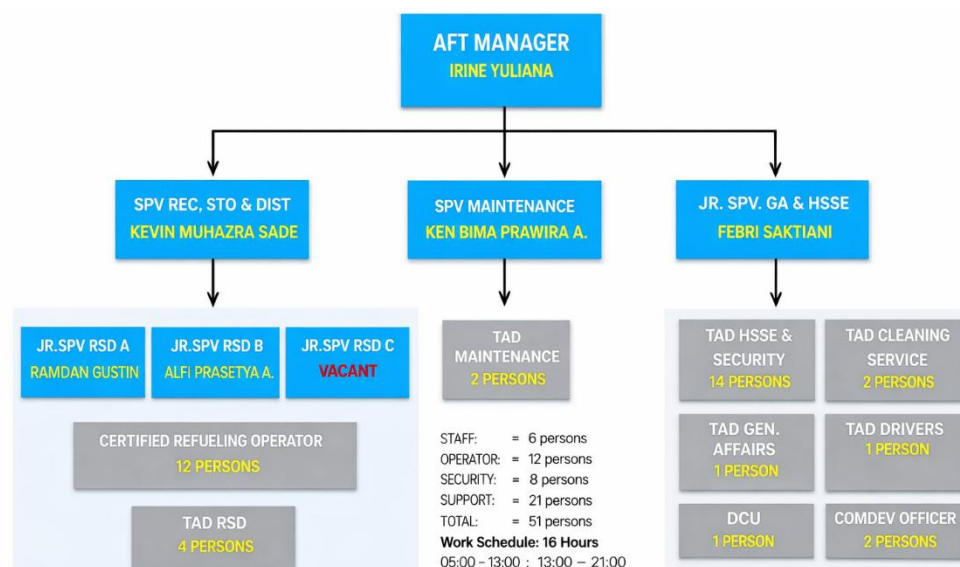 AFT MANAGER
IRINE YULIANA
SPV REC, STO & DIST
KEVIN MUHAZRA SADE
SPV MAINTENANCE
KEN BIMA PRAWIRA A.
JR. SPV. GA & HSSE
FEBRI SAKTIANI
JR.SPV RSD A
RAMDAN GUSTIN
JR.SPV RSD B
ALFI PRASETYA A.
JR.SPV RSD C
VACANT
CERTIFIED REFUELING OPERATOR
12 PERSONS
TAD RSD
4 PERSONS
TAD
MAINTENANCE
2 PERSONS
STAFF: = 6 persons
OPERATOR: = 12 persons
SECURITY: = 8 persons
SUPPORT: = 21 persons
TOTAL: = 51 persons
Work Schedule: 16 Hours
05:00 – 13:00 : 13:00 – 21:00
TAD HSSE &
SECURITY
14 PERSONS
TAD CLEANING
SERVICE
2 PERSONS
TAD GEN.
AFFAIRS
1 PERSON
TAD DRIVERS
1 PERSON
DCU
1 PERSON
COMDEV OFFICER
2 PERSONS